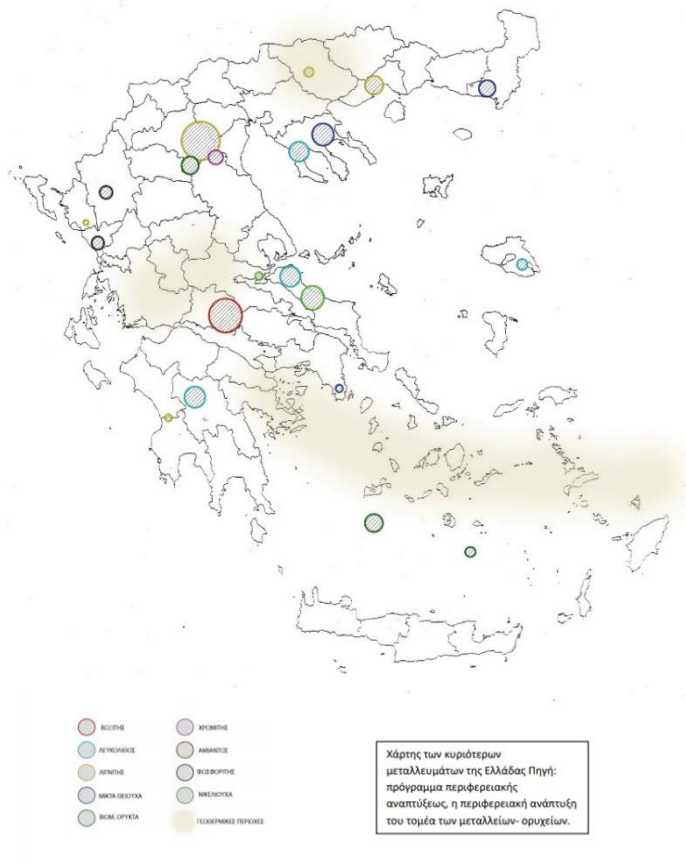 ΒΩΞΙΤΗΣ
ΛΕΥΚΟΛΙΘΟΣ
ΛΙΓΝΙΤΗΣ
ΜΙΚΤΑ ΘΕΙΟΥΧΑ
ΒΙΟΜ. ΟΡΥΚΤΑ
ΧΡΩΜΙΤΗΣ
ΑΜΙΑΝΤΟΣ
ΦΩΣΦΟΡΙΤΗΣ
ΝΙΚΕΛΙΟΥΧΑ
ΓΕΩΘΕΡΜΙΚΕΣ ΠΕΡΙΟΧΕΣ
Χάρτης των κυριότερων
μεταλλευμάτων της Ελλάδας Πηγή:
πρόγραμμα περιφερειακής
αναπτύξεως, η περιφερειακή ανάπτυξη
του τομέα των μεταλλείων- ορυχείων.